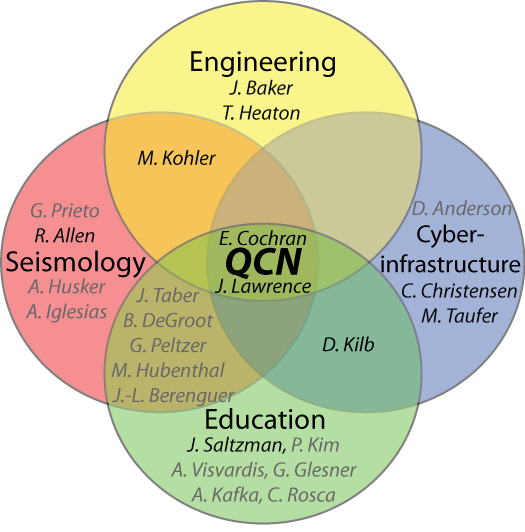 Engineering
J. Baker
T. Heaton
M. Kohler
G. Prieto
R. Allen
Seismology
A. Husker
A. Iglesias
D. Anderson
Cyber-
infrastructure
C. Christensen
M. Taufer
E. Cochran
QCN
J. Lawrence
J. Taber
B. DeGroot
G. Peltzer
M. Hubenthal
J.-L. Berenguer
D. Kilb
Education
J. Saltzman, P. Kim
A. Visvardis, G. Glesner
A. Kafka, C. Rosca